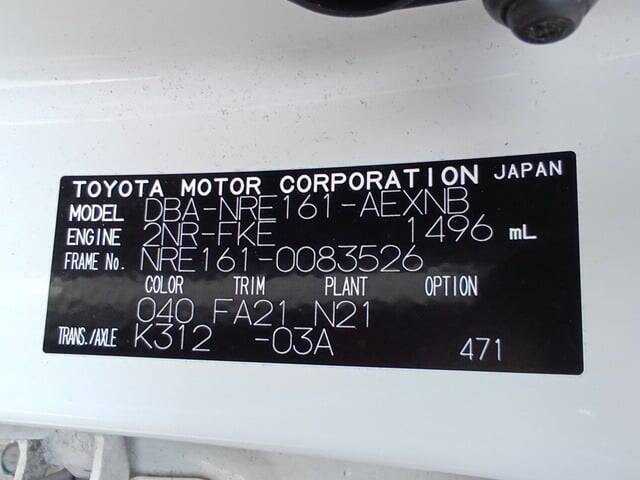 TOYOTA MOTOR CORPORATION JAPAN
MODEL DBA-NRE161-AEXNB
ENGINE 2NR-FKE 1496 mL
FRAME No. NRE161-0083526
COLOR TRIM PLANT OPTION
040 FA21 N21
TRANS./AXLE K312 -03A 471